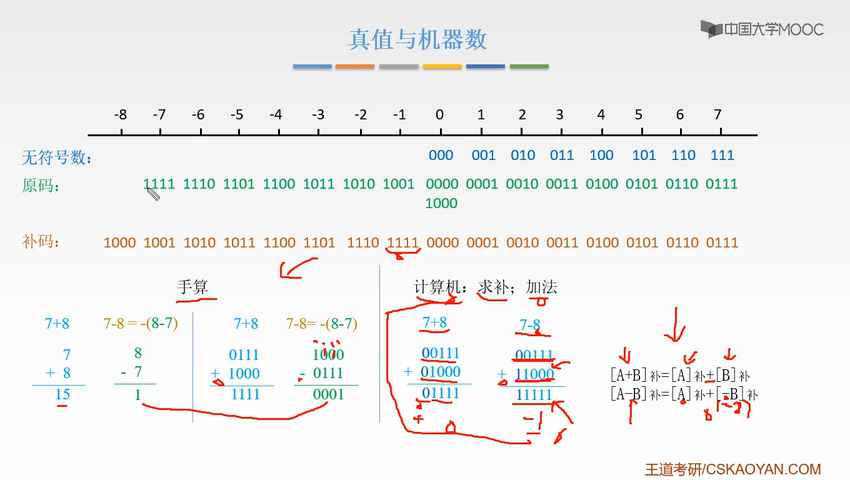 真值与机器数
中国大学MOOC
-8 -7 -6 -5 -4 -3 -2 -1 0 1 2 3 4 5 6 7
无符号数: 000 001 010 011 100 101 110 111
原码: 1111 1110 1101 1100 1011 1010 1001 0000 0001 0010 0011 0100 0101 0110 0111
1000
补码: 1000 1001 1010 1011 1100 1101 1110 1111 0000 0001 0010 0011 0100 0101 0110 0111
手算
7+8 7-8 = -(8-7) 7+8 7-8= -(8-7)
7 8 0111 1000
+ 8 - 7 + 1000 - 0111
15 1 1111 0001
计算机: 求补; 加法
7+8 7-8
00111 00111
+ 01000 + 11000
01111 11111
+ 0 -1
[A+B]补=[A]补+[B]补
[A-B]补=[A]补+[-B]补
王道考研/CSKAOYAN.COM